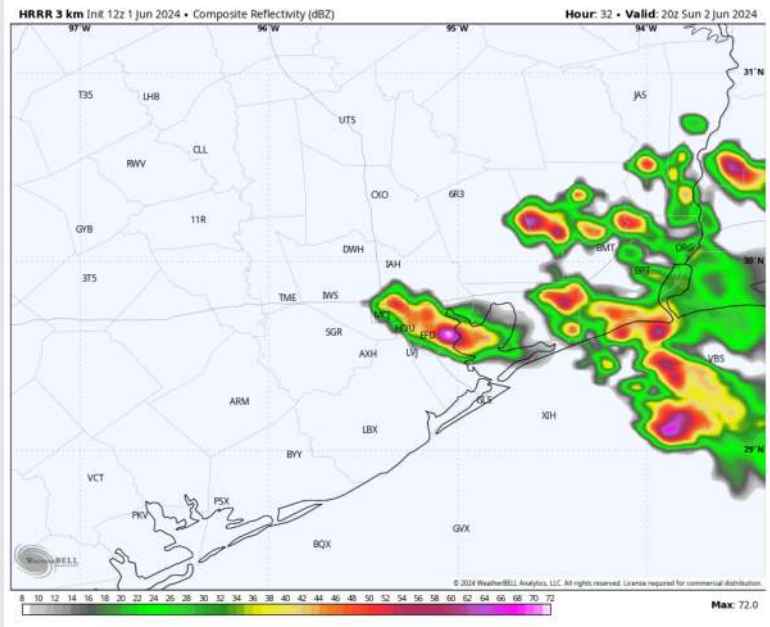 HRRR 3 km Init 12z 1 Jun 2024 • Composite Reflectivity (dBZ)
Hour: 32 • Valid: 20z Sun 2 Jun 2024
97°W 96°W 95°W 94°W
31°N
T35 LHB JAS
UTS
CLL
RWV
CXO 6R3
11R
GYB
DWH BMT ORG
30°N
IAH
3T5 BPT
TME IWS
MCJ
SGR HOU EFD
AXH LVJ VBS
ARM GLS
XIH
LBX
BYY 29°N
VCT
PSX
PKV
GVX
BQX
WeatherBELL
© 2024 WeatherBELL Analytics, LLC. All rights reserved. License required for commercial distribution.
8 10 12 14 16 18 20 22 24 26 28 30 32 34 36 38 40 42 44 46 48 50 52 54 56 58 60 62 64 66 68 70 72
Max: 72.0